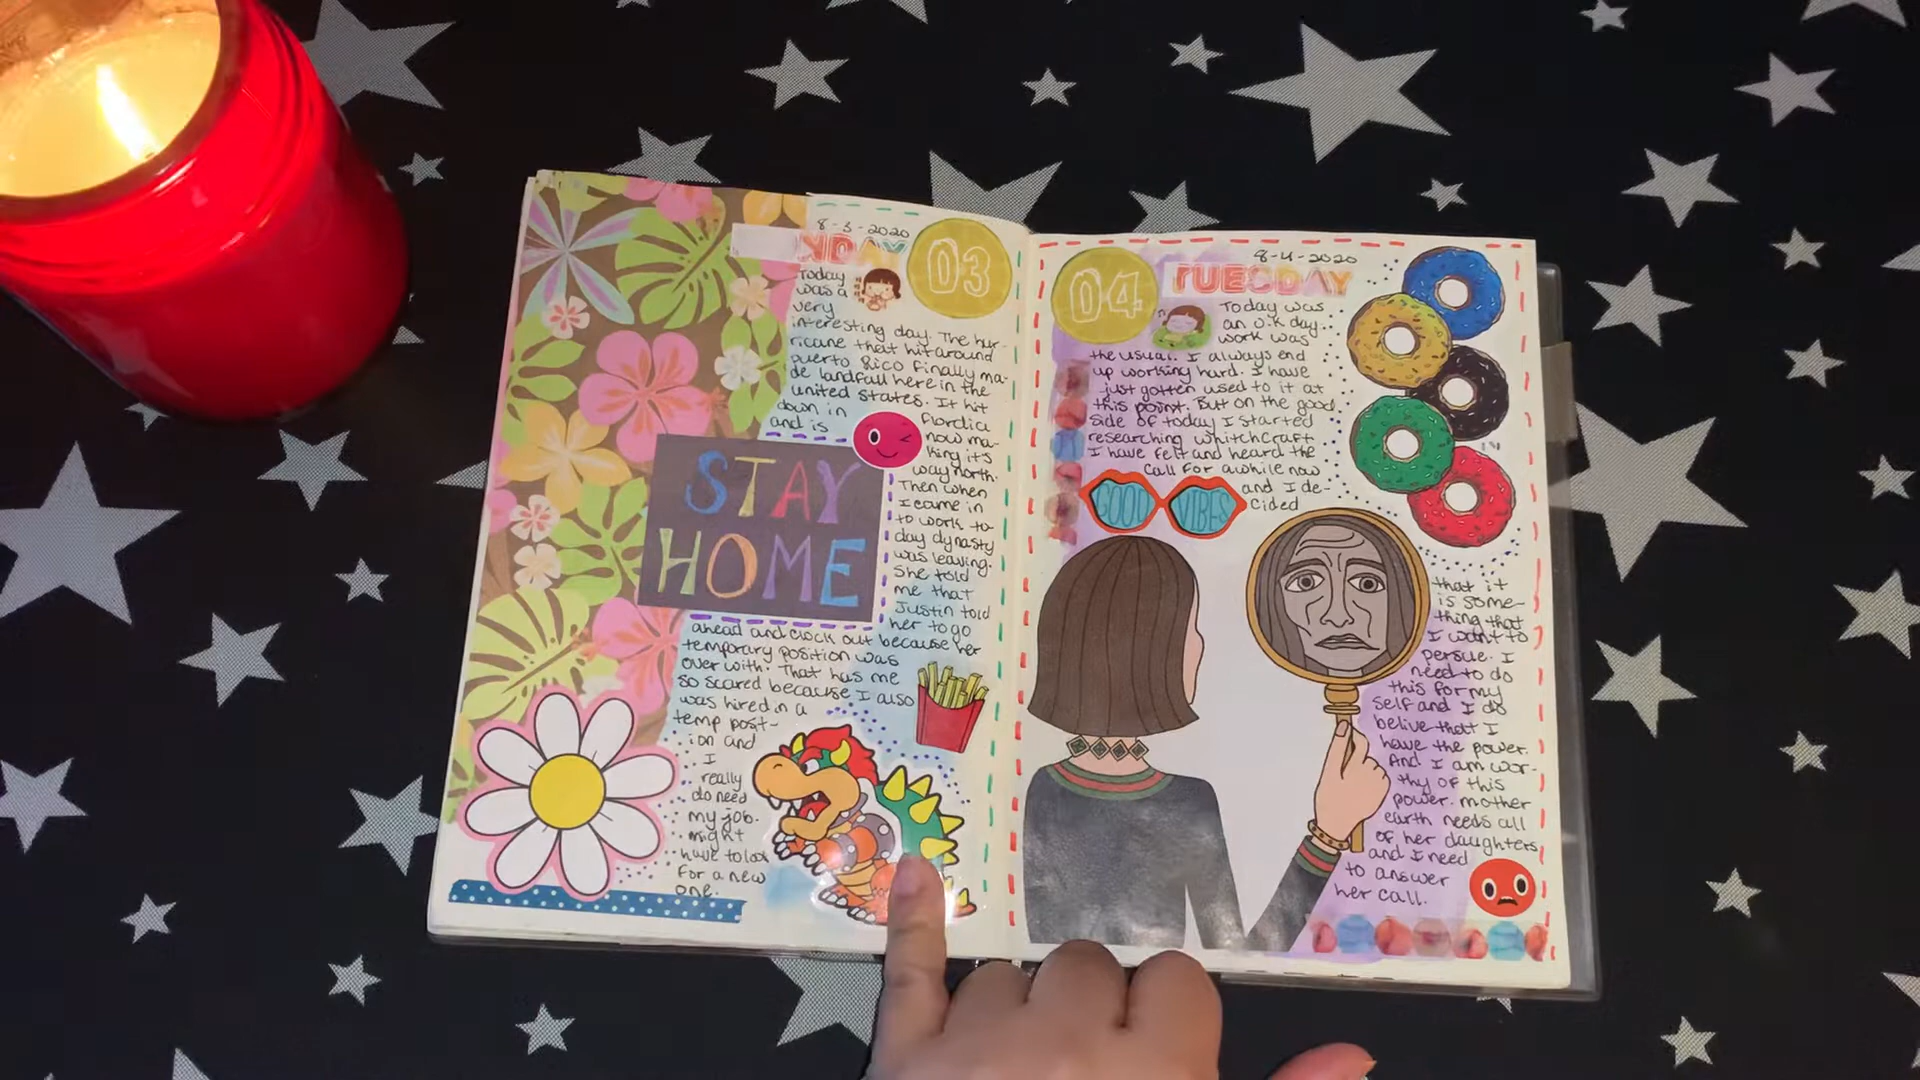 8-3-2020
NDAY
03
Today
was a
very
interesting day. The hur-
ricane that hit around
puerto Rico finally ma-
de landfall here in the
united states. It hit
down in Flordia
and is now ma-
king its
way north.
Then when
I came in
to work to-
day dynasty
was leaving.
She told
me that
Justin told
her to go
ahead and clock out because her
temporary position was
over with. That has me
so scared because I also
was hired in a
temp post-
ion and
I
really
do need
my job.
might
have to look
for a new
one.
STAY
HOME
8-4-2020
04
TUESDAY
Today was
an o.k day.
work was
the usual. I always end
up working hard. I have
just gotten used to it at
this point. But on the good
side of today I started
researching whitchcraft
I have felt and heard the
call for awhile now
and I de-
cided
GOOD VIBES
that it
is some-
thing that
I want to
persue. I
need to do
this for my
self and I do
belive that I
have the power.
And I am wor-
thy of this
power. mother
earth needs all
of her daughters
and I need
to answer
her call.